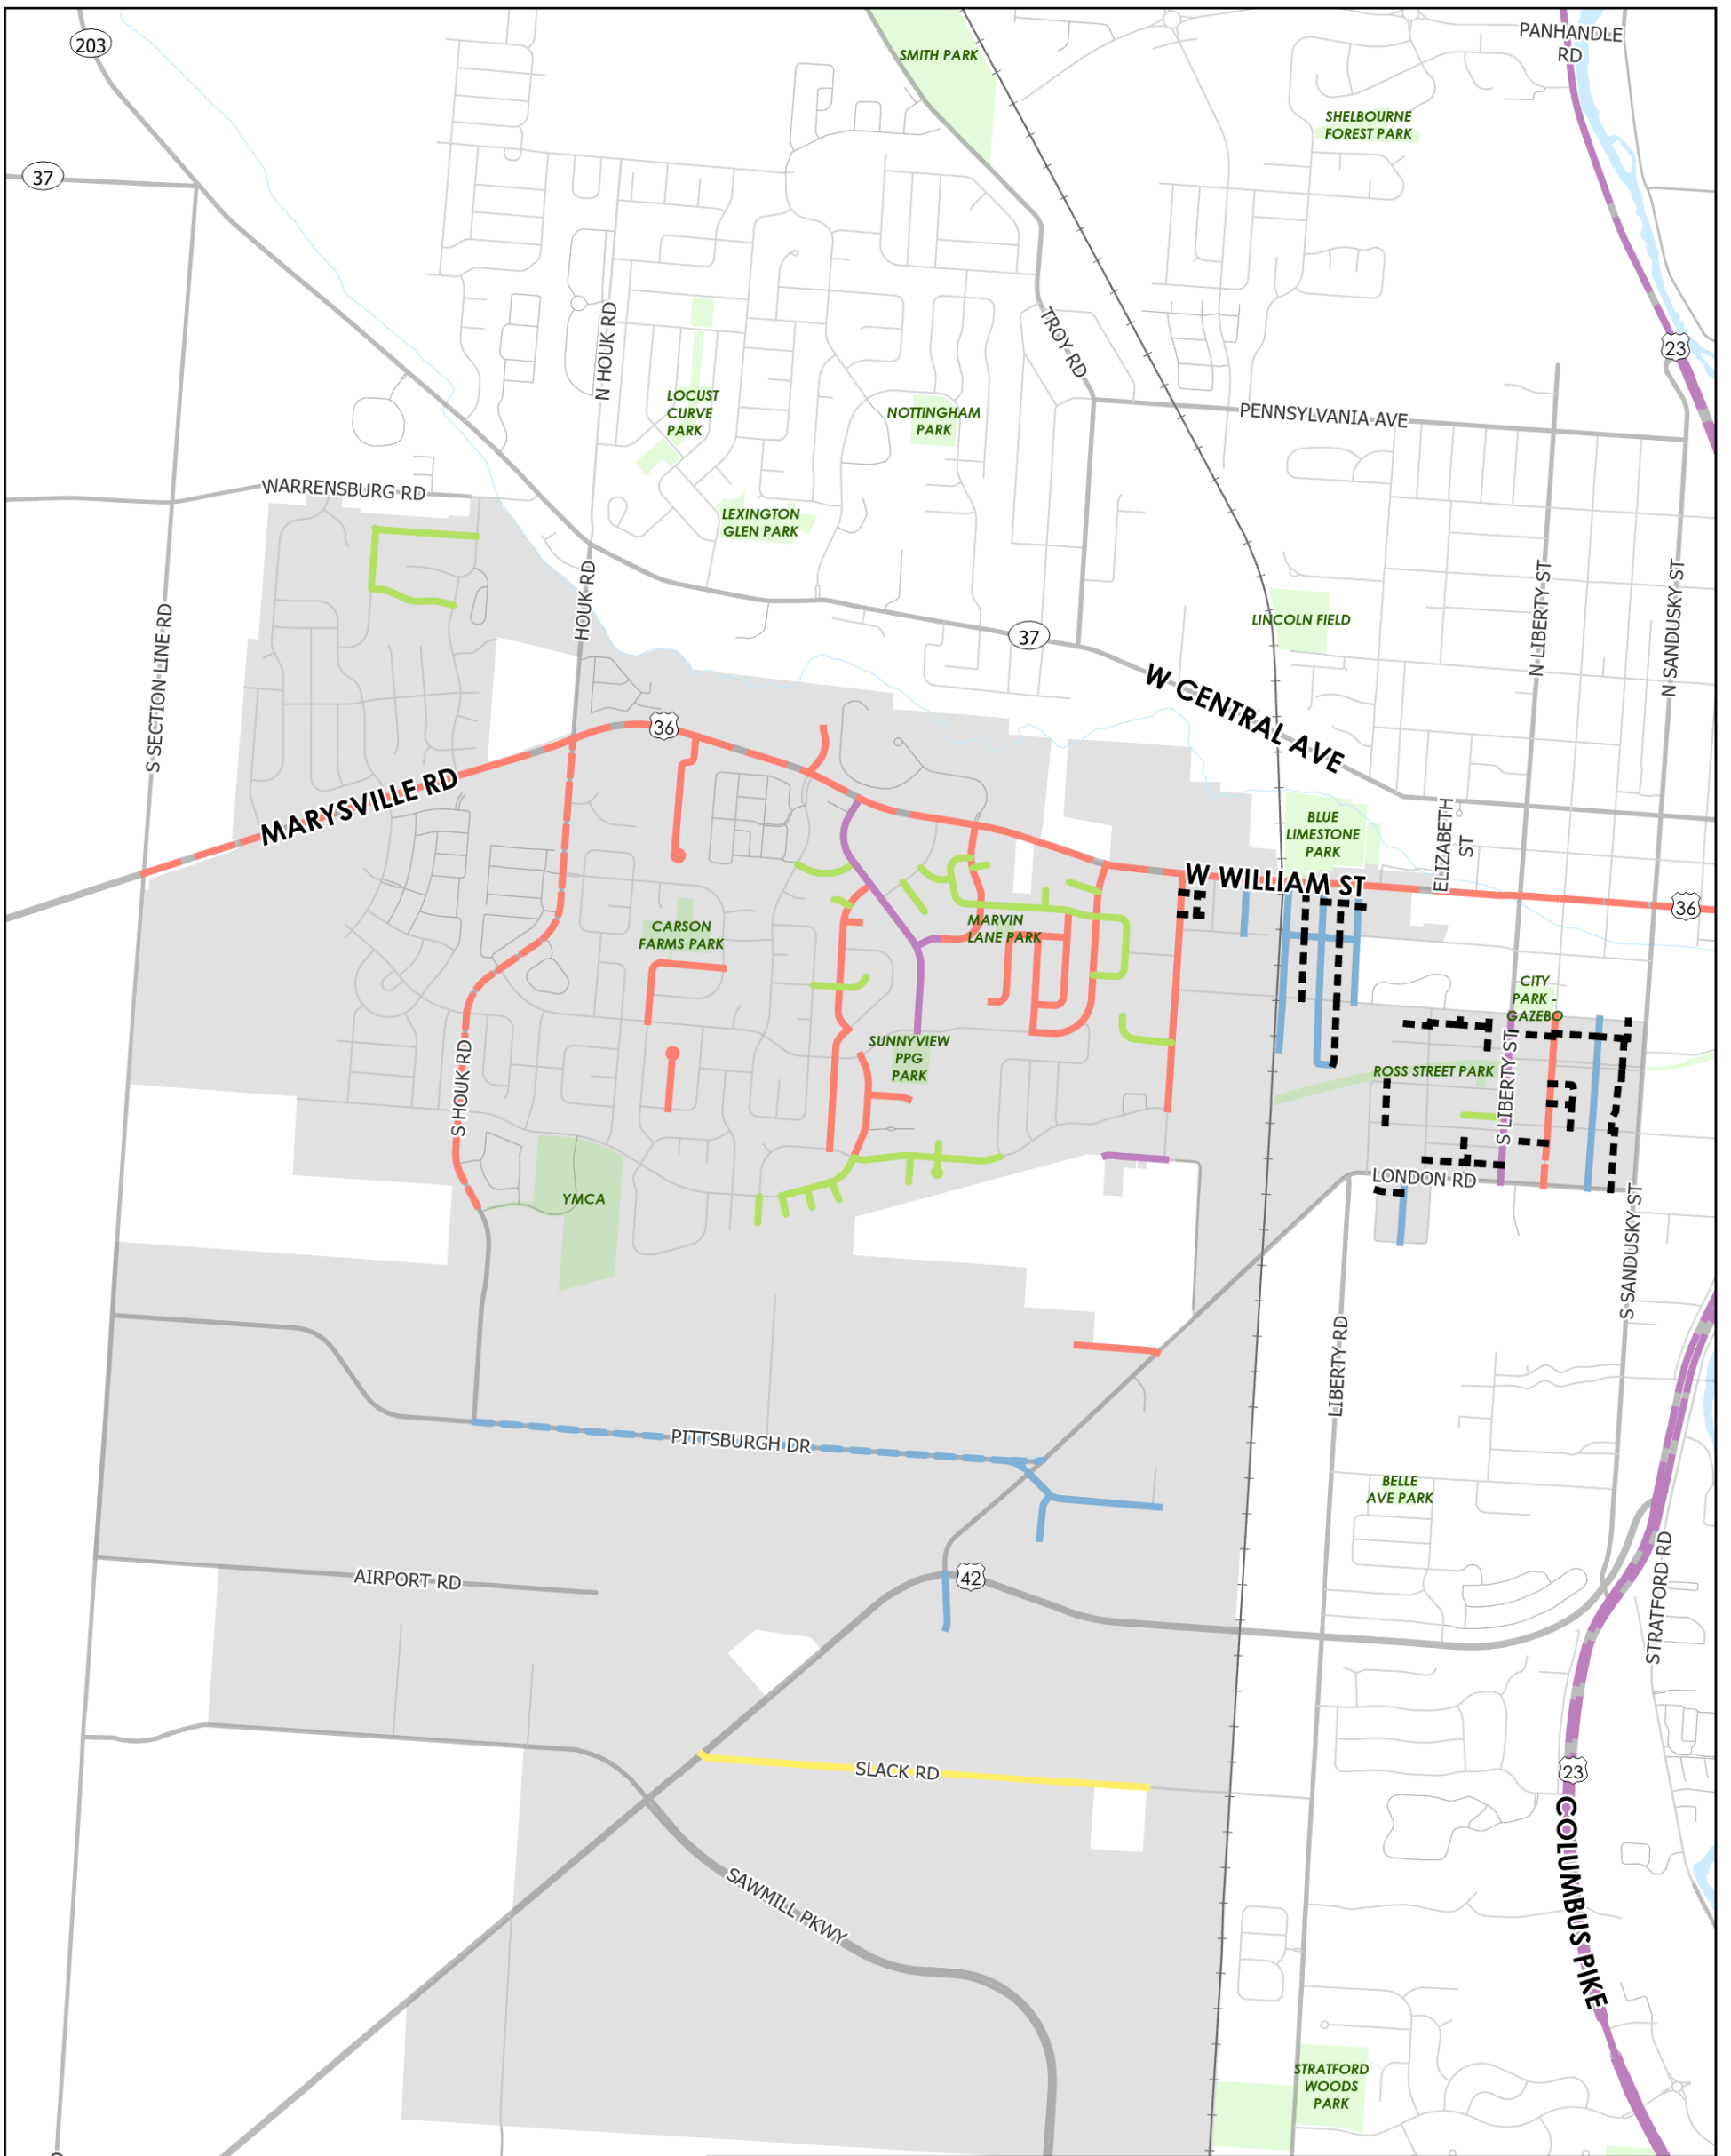 203
PANHANDLE
RD
SMITH PARK
SHELBOURNE
FOREST PARK
37
N HOUK RD
TROY RD
23
LOCUST
CURVE
PARK
NOTTINGHAM
PARK
PENNSYLVANIA AVE
WARRENSBURG RD
LEXINGTON
GLEN PARK
HOUK RD
N LIBERTY ST
N SANDUSKY ST
S SECTION LINE RD
LINCOLN FIELD
37
W CENTRAL AVE
36
MARYSVILLE RD
BLUE
LIMESTONE
PARK
ELIZABETH
ST
W WILLIAM ST
36
CARSON
FARMS PARK
MARVIN
LANE PARK
CITY
PARK -
GAZEBO
SUNNYVIEW
PPG
PARK
S HOUK RD
ROSS STREET PARK
S LIBERTY ST
LONDON RD
YMCA
S SANDUSKY ST
LIBERTY RD
PITTSBURGH DR
BELLE
AVE PARK
AIRPORT RD
42
STRATFORD RD
SLACK RD
23
COLUMBUS PIKE
SAWMILL PKWY
STRATFORD
WOODS
PARK